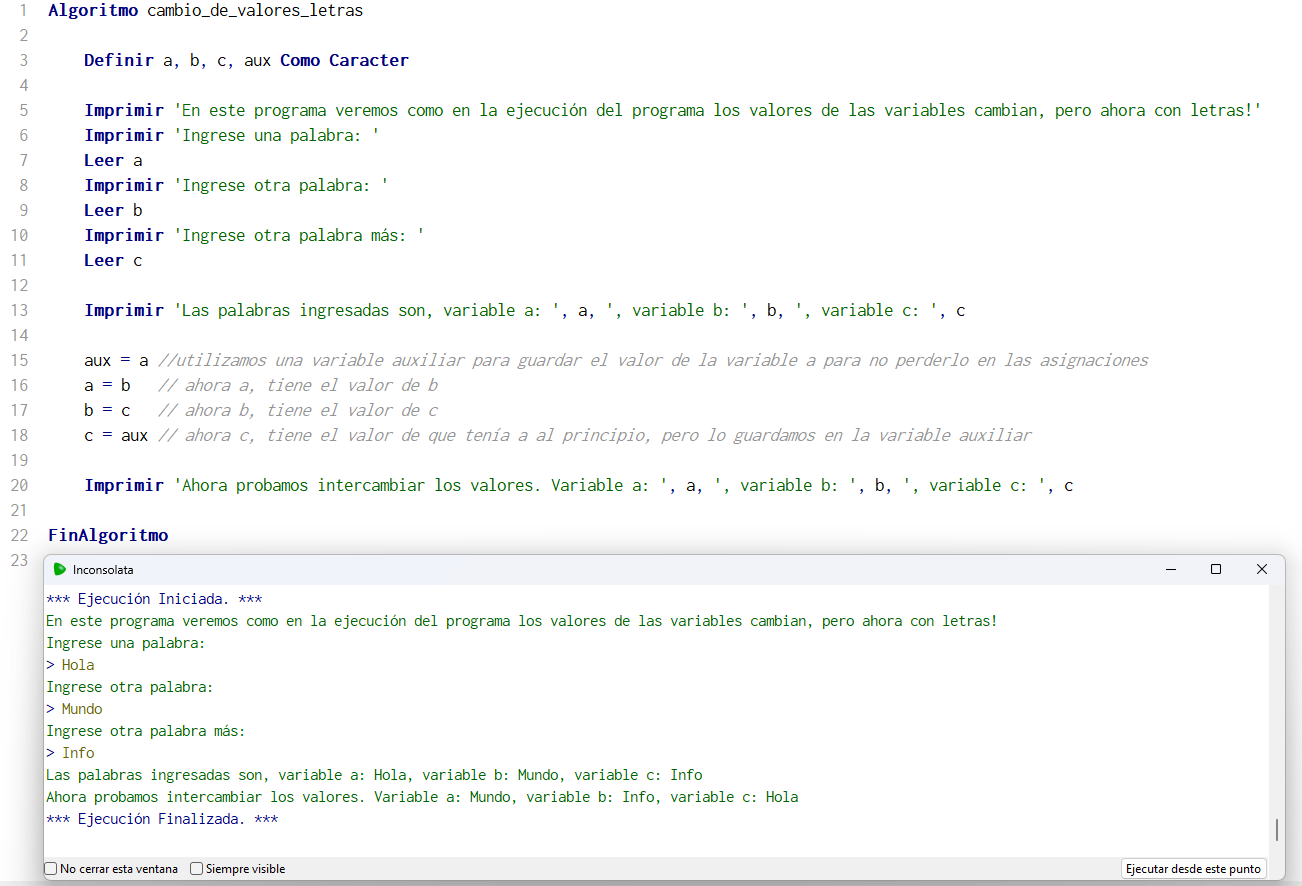 1 Algoritmo cambio_de_valores_letras
2
3 Definir a, b, c, aux Como Caracter
4
5 Imprimir 'En este programa veremos como en la ejecución del programa los valores de las variables cambian, pero ahora con letras!'
6 Imprimir 'Ingrese una palabra: '
7 Leer a
8 Imprimir 'Ingrese otra palabra: '
9 Leer b
10 Imprimir 'Ingrese otra palabra más: '
11 Leer c
12
13 Imprimir 'Las palabras ingresadas son, variable a: ', a, ', variable b: ', b, ', variable c: ', c
14
15 aux = a //utilizamos una variable auxiliar para guardar el valor de la variable a para no perderlo en las asignaciones
16 a = b // ahora a, tiene el valor de b
17 b = c // ahora b, tiene el valor de c
18 c = aux // ahora c, tiene el valor de que tenía a al principio, pero lo guardamos en la variable auxiliar
19
20 Imprimir 'Ahora probamos intercambiar los valores. Variable a: ', a, ', variable b: ', b, ', variable c: ', c
21
22 FinAlgoritmo
23
Inconsolata
*** Ejecución Iniciada. ***
En este programa veremos como en la ejecución del programa los valores de las variables cambian, pero ahora con letras!
Ingrese una palabra:
> Hola
Ingrese otra palabra:
> Mundo
Ingrese otra palabra más:
> Info
Las palabras ingresadas son, variable a: Hola, variable b: Mundo, variable c: Info
Ahora probamos intercambiar los valores. Variable a: Mundo, variable b: Info, variable c: Hola
*** Ejecución Finalizada. ***
No cerrar esta ventana Siempre visible Ejecutar desde este punto